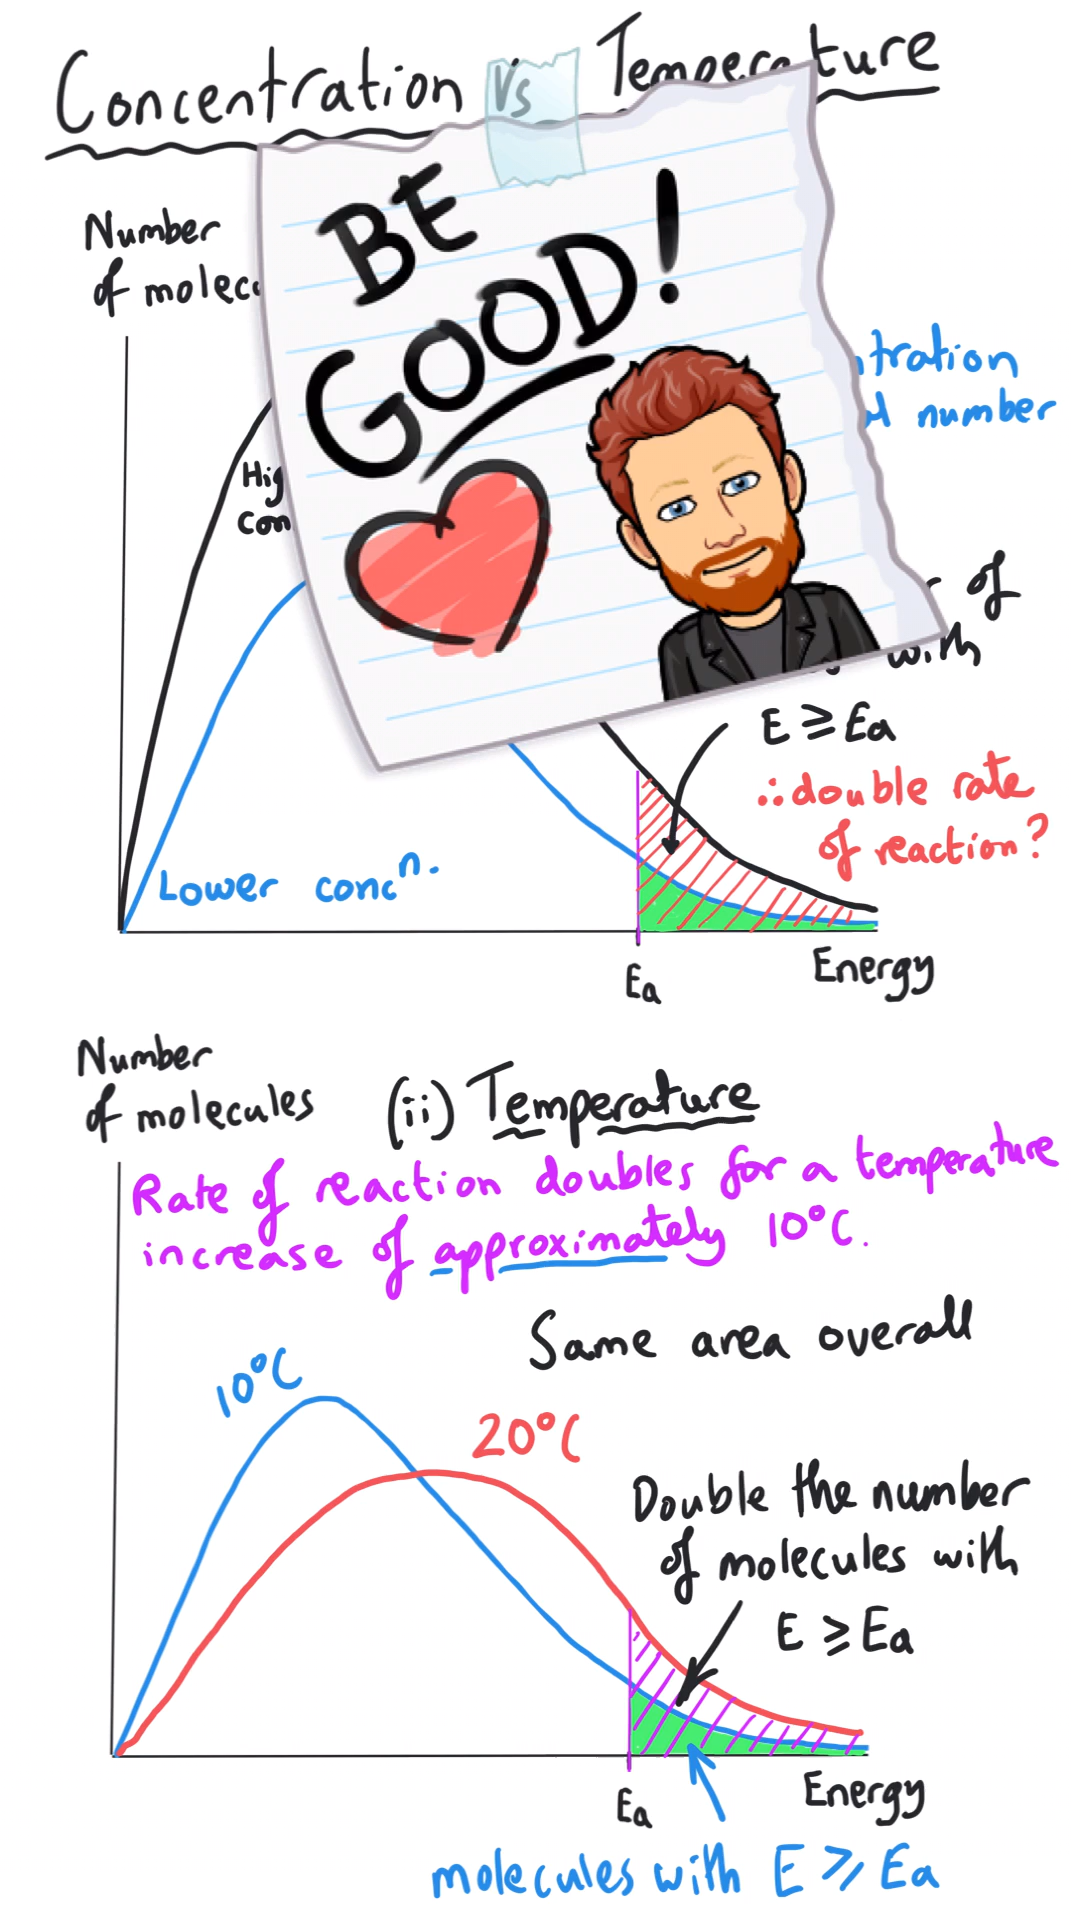 Concentration Vs Temperature
BE
GOOD!
Number
of molec
tration
number
Hig
con
of
with
E ≥ Ea
∴ double rate
of reaction?
Lower concⁿ.
Ea
Energy
Number
of molecules
(ii) Temperature
Rate of reaction doubles for a temperature
increase of approximately 10°C.
Same area overall
10°C
20°C
Double the number
of molecules with
E ≥ Ea
Ea
Energy
molecules with E ≥ Ea